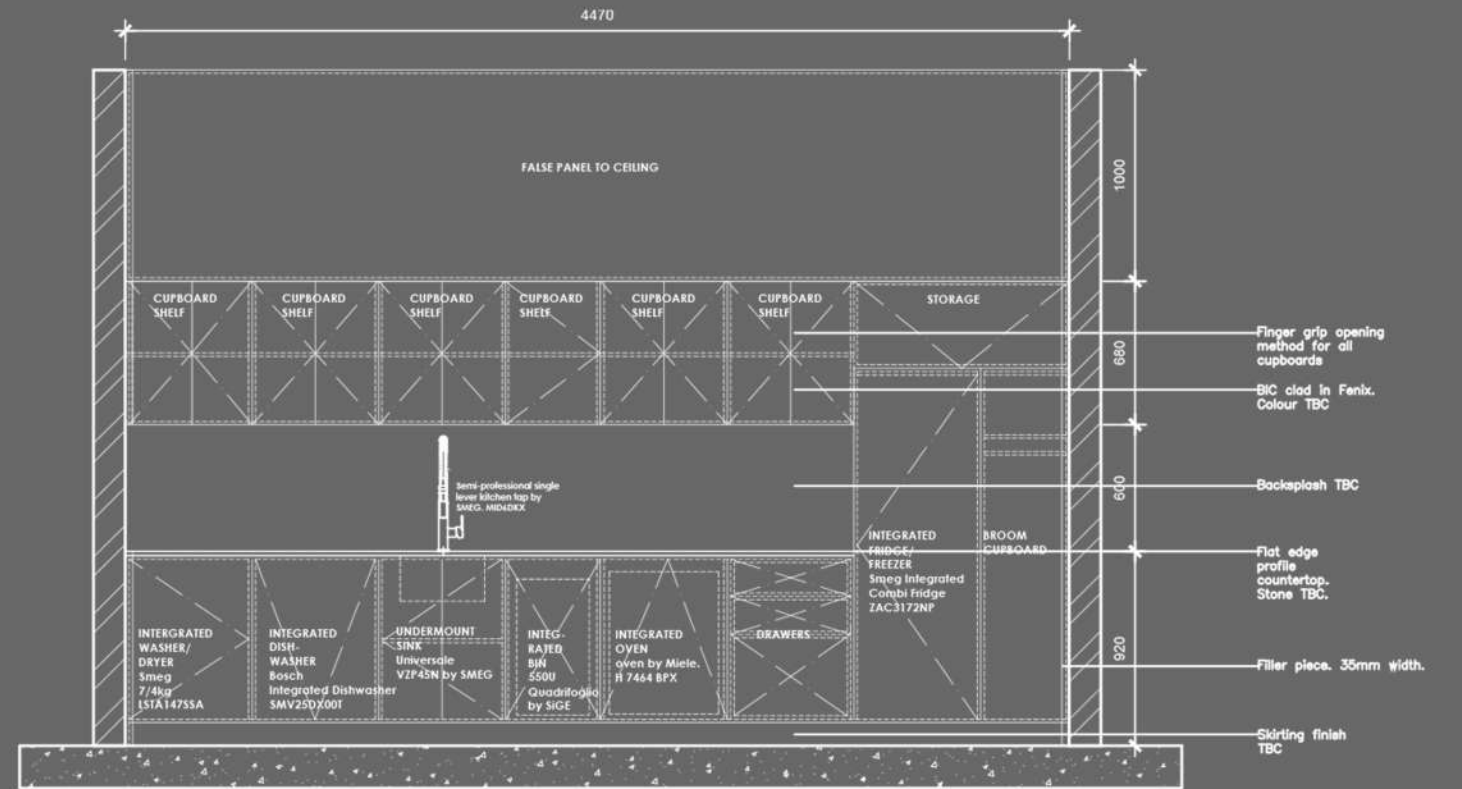 4470
FALSE PANEL TO CEILING
1000
CUPBOARD
SHELF
CUPBOARD
SHELF
CUPBOARD
SHELF
CUPBOARD
SHELF
CUPBOARD
SHELF
CUPBOARD
SHELF
STORAGE
680
Finger grip opening
method for all
cupboards
BIC clad in Fenix.
Colour TBC
Semi-professional single
lever kitchen tap by
SMEG. MID6DKX
600
Backsplash TBC
INTEGRATED
FRIDGE/
FREEZER
Smeg Integrated
Combi Fridge
ZAC3172NP
BROOM
CUPBOARD
Flat edge
profile
countertop.
Stone TBC.
INTERGRATED
WASHER/
DRYER
Smeg
7/4kg
LSTA147SSA
INTEGRATED
DISH-
WASHER
Bosch
Integrated Dishwasher
SMV25DX00T
UNDERMOUNT
SINK
Universale
VZP45N by SMEG
INTEG-
RATED
BIN
550U
Quadrifoglio
by SiGE
INTEGRATED
OVEN
oven by Miele.
H 7464 BPX
DRAWERS
920
Filler piece. 35mm width.
Skirting finish
TBC